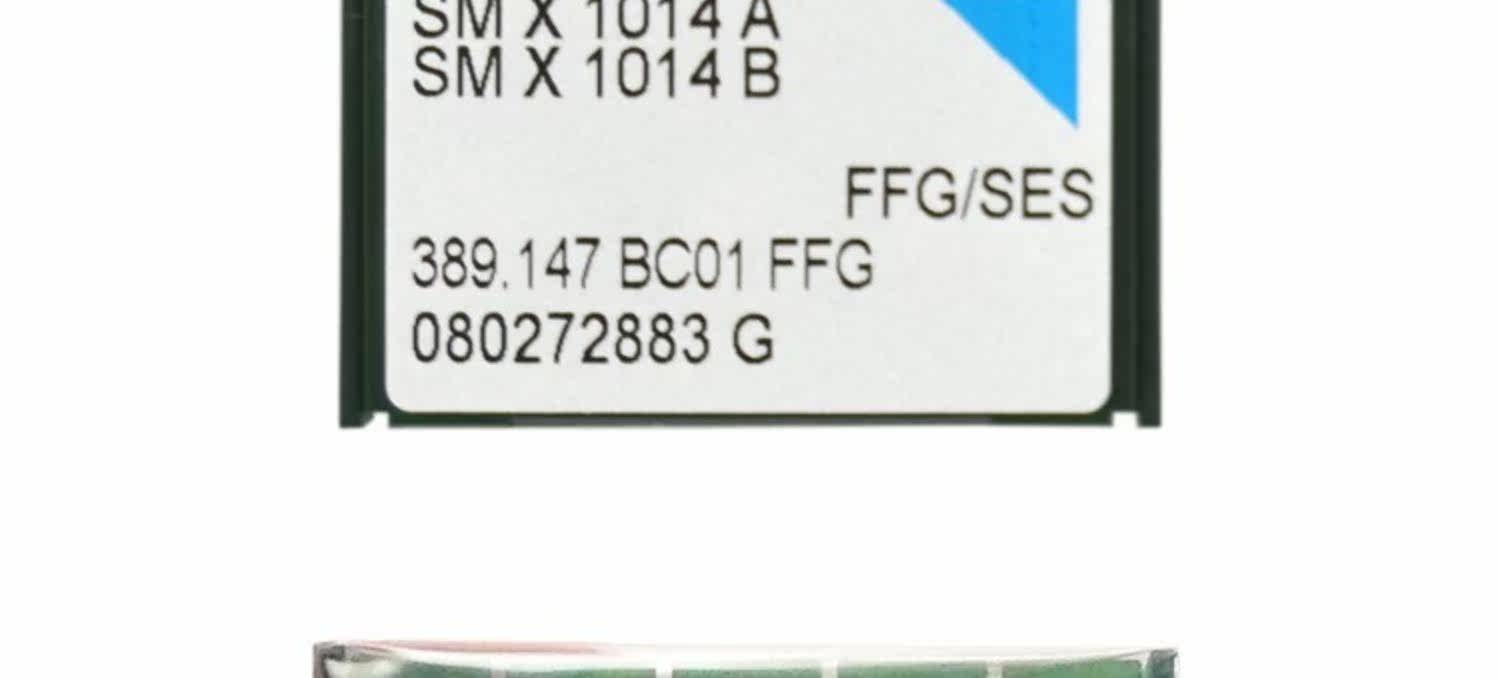 SM X 1014 A
SM X 1014 B
FFG/SES
389.147 BC01 FFG
080272883 G